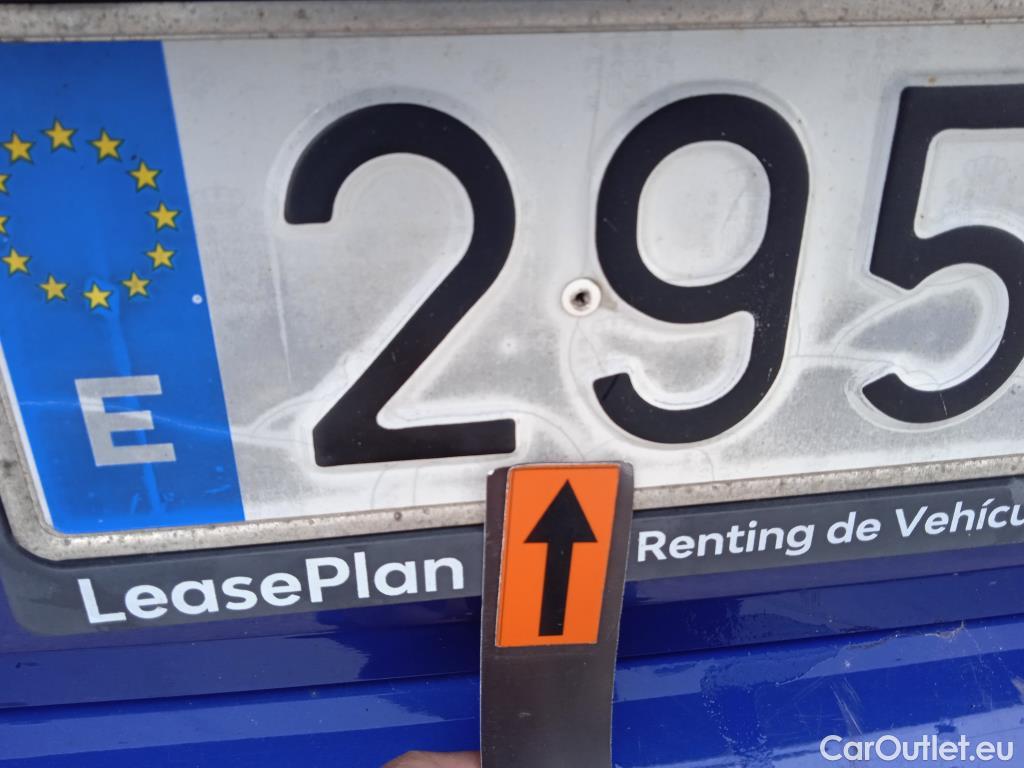 E 295
LeasePlan Renting de Vehícu
CarOutlet.eu